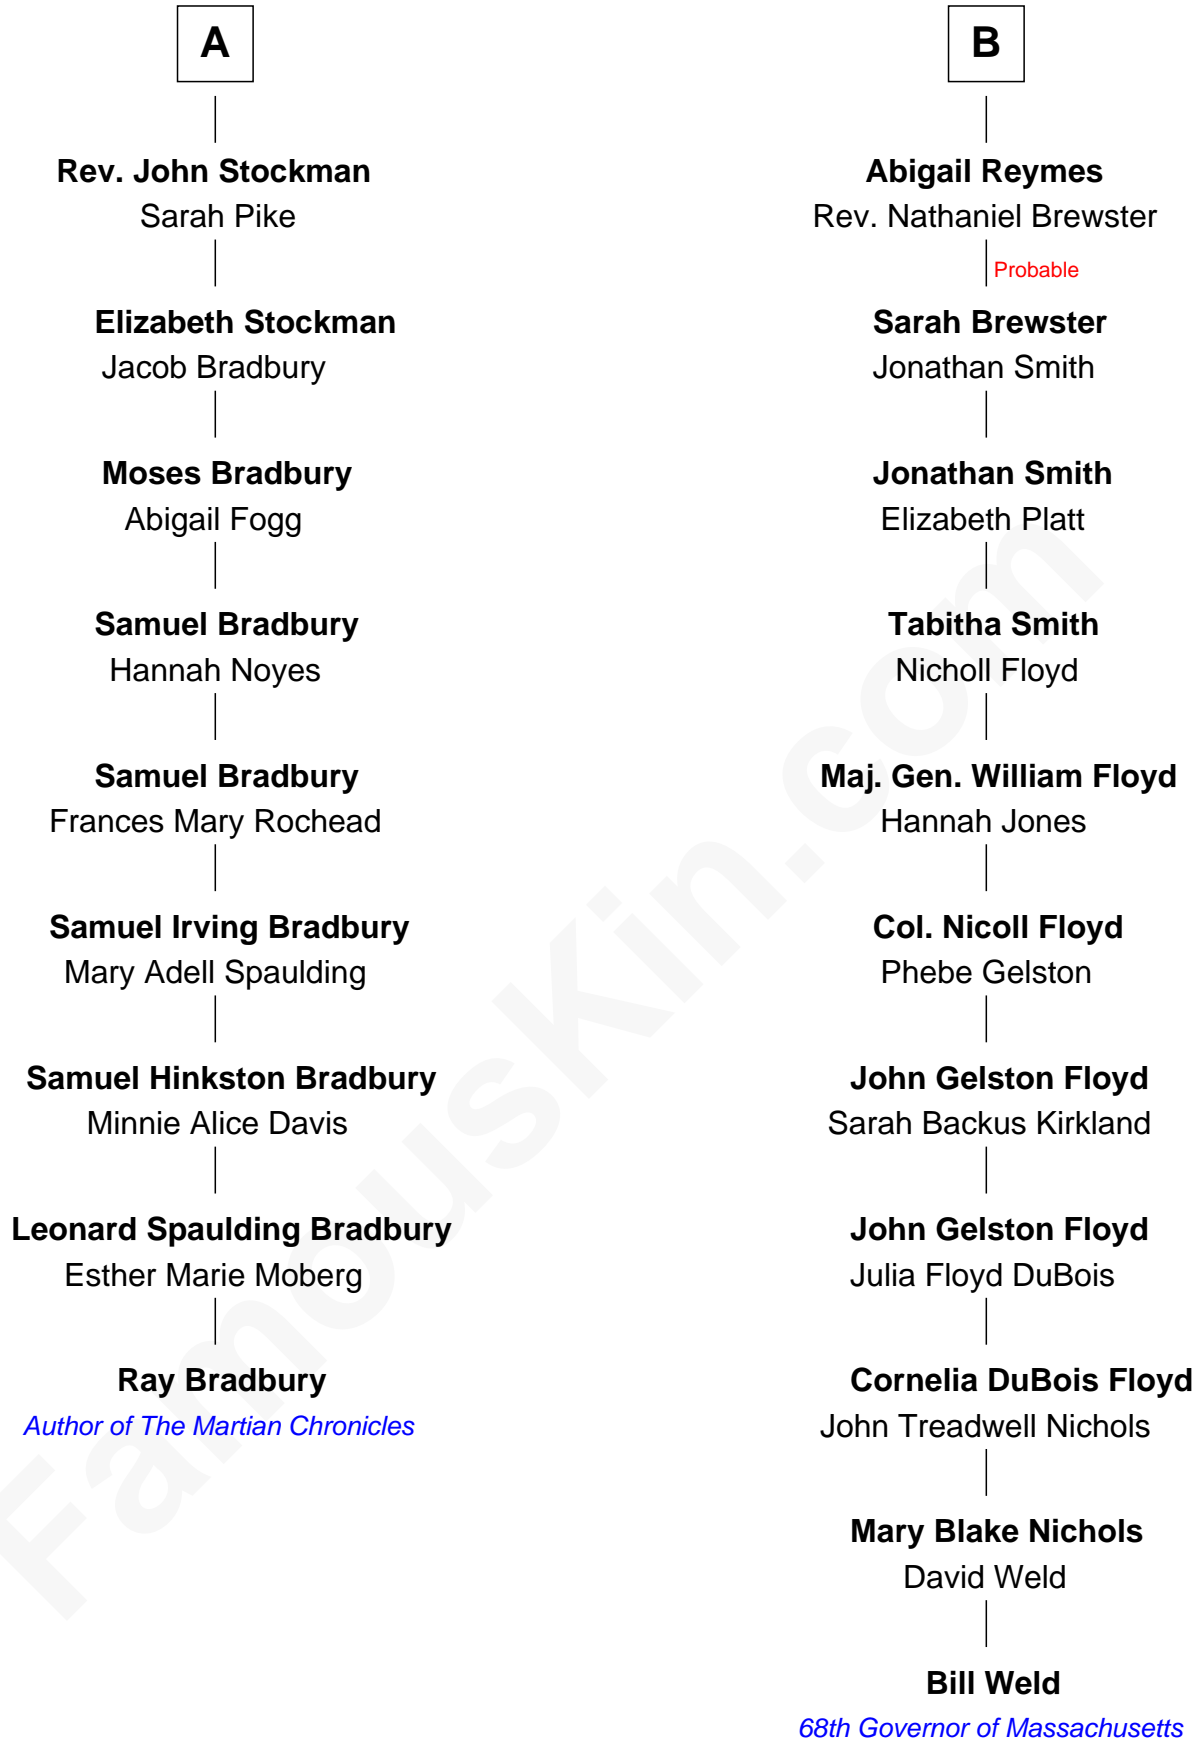 A
Rev. John Stockman
Sarah Pike
Elizabeth Stockman
Jacob Bradbury
Moses Bradbury
Abigail Fogg
Samuel Bradbury
Hannah Noyes
Samuel Bradbury
Frances Mary Rochead
Samuel Irving Bradbury
Mary Adell Spaulding
Samuel Hinkston Bradbury
Minnie Alice Davis
Leonard Spaulding Bradbury
Esther Marie Moberg
Ray Bradbury
Author of The Martian Chronicles
B
Abigail Reymes
Rev. Nathaniel Brewster
Probable
Sarah Brewster
Jonathan Smith
Jonathan Smith
Elizabeth Platt
Tabitha Smith
Nicholl Floyd
Maj. Gen. William Floyd
Hannah Jones
Col. Nicoll Floyd
Phebe Gelston
John Gelston Floyd
Sarah Backus Kirkland
John Gelston Floyd
Julia Floyd DuBois
Cornelia DuBois Floyd
John Treadwell Nichols
Mary Blake Nichols
David Weld
Bill Weld
68th Governor of Massachusetts
FamousKin.com